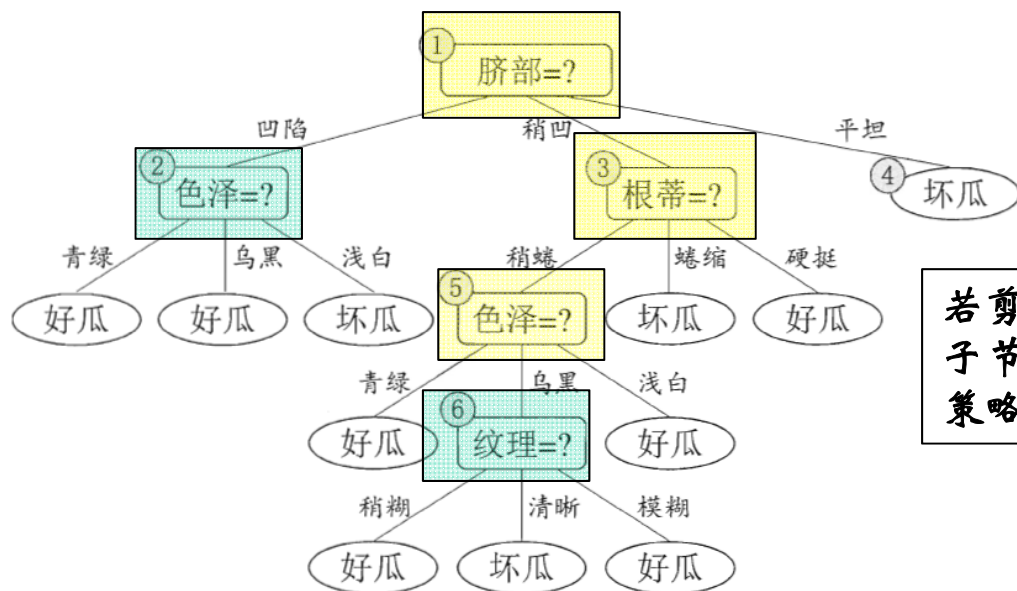 ① 脐部=?
凹陷 稍凹 平坦
② 色泽=? ③ 根蒂=? ④ 坏瓜
青绿 乌黑 浅白 稍蜷 蜷缩 硬挺
好瓜 好瓜 坏瓜 ⑤ 色泽=? 坏瓜 好瓜
青绿 乌黑 浅白
好瓜 ⑥ 纹理=? 好瓜
稍糊 清晰 模糊
好瓜 坏瓜 好瓜
若剪
子节
策略